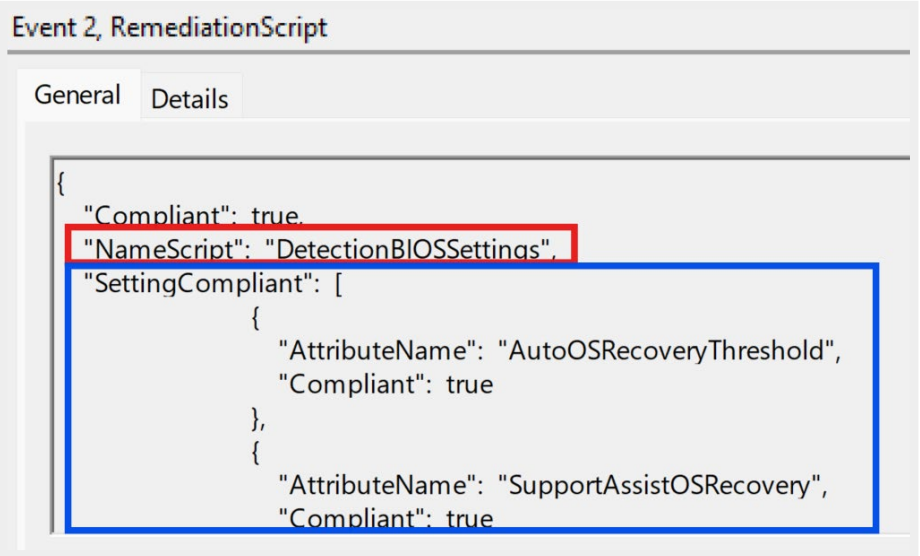 Event 2, RemediationScript
General
Details
{
"Compliant": true,
"NameScript": "DetectionBIOSSettings",
"SettingCompliant": [
{
"AttributeName": "AutoOSRecoveryThreshold",
"Compliant": true
},
{
"AttributeName": "SupportAssistOSRecovery",
"Compliant": true